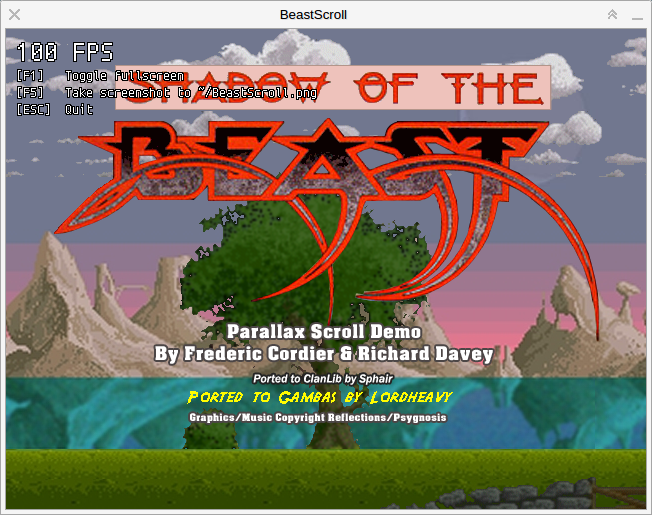 BeastScroll
100 FPS
[F1] Toggle fullscreen
SHADOW OF THE
[F5] Take screenshot to ~/BeastScroll.png
[ESC] Quit
BEAST
Parallax Scroll Demo
By Frederic Cordier & Richard Davey
Ported to ClanLib by Sphair
Ported to Gambas by Lordheavy
Graphics/Music Copyright Reflections/Psygnosis